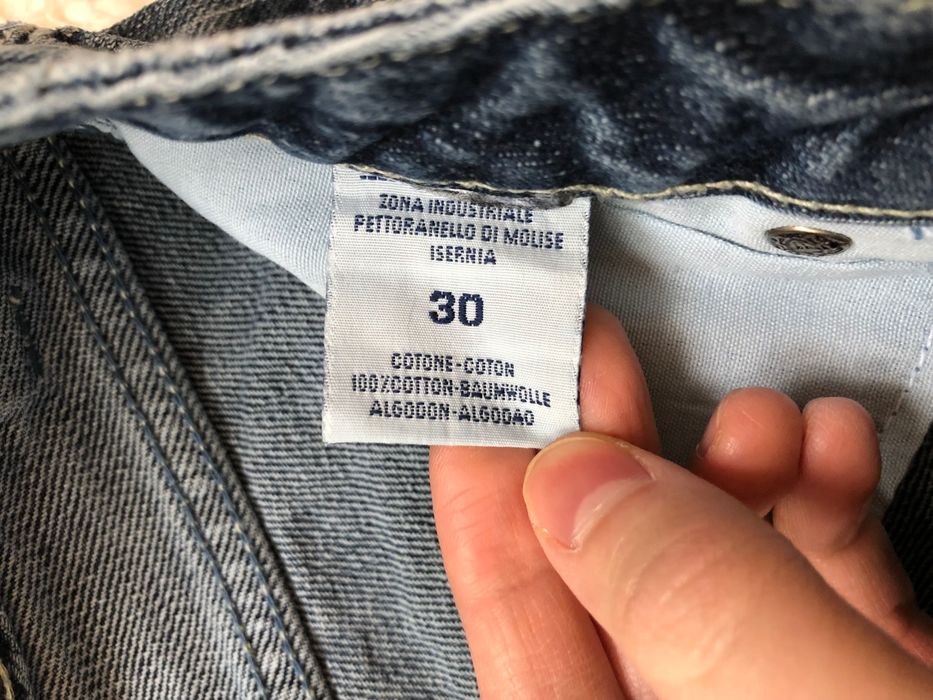 ZONA INDUSTRIALE
PETTORANELLO DI MOLISE
ISERNIA
30
COTONE-COTON
100%COTTON-BAUMWOLLE
ALGODON-ALGODAO